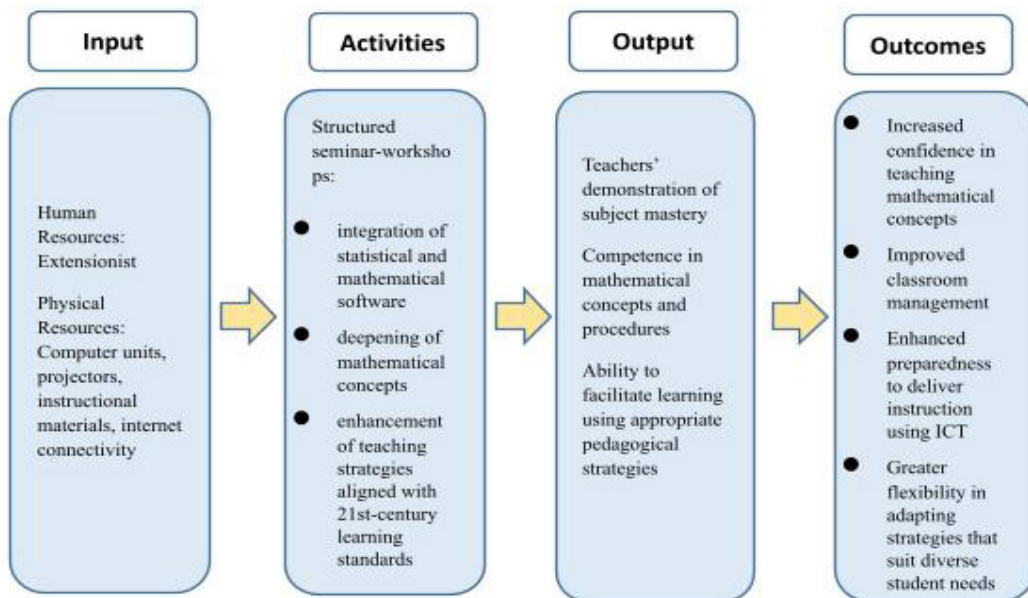 Input
Human
Resources:
Extensionist
Physical
Resources:
Computer units,
projectors,
instructional
materials, internet
connectivity
Activities
Structured
seminar-worksho
ps:
● integration of
statistical and
mathematical
software
● deepening of
mathematical
concepts
● enhancement
of teaching
strategies
aligned with
21st-century
learning
standards
Output
Teachers’
demonstration of
subject mastery
Competence in
mathematical
concepts and
procedures
Ability to
facilitate learning
using appropriate
pedagogical
strategies
Outcomes
● Increased
confidence in
teaching
mathematical
concepts
● Improved
classroom
management
● Enhanced
preparedness
to deliver
instruction
using ICT
● Greater
flexibility in
adapting
strategies that
suit diverse
student needs